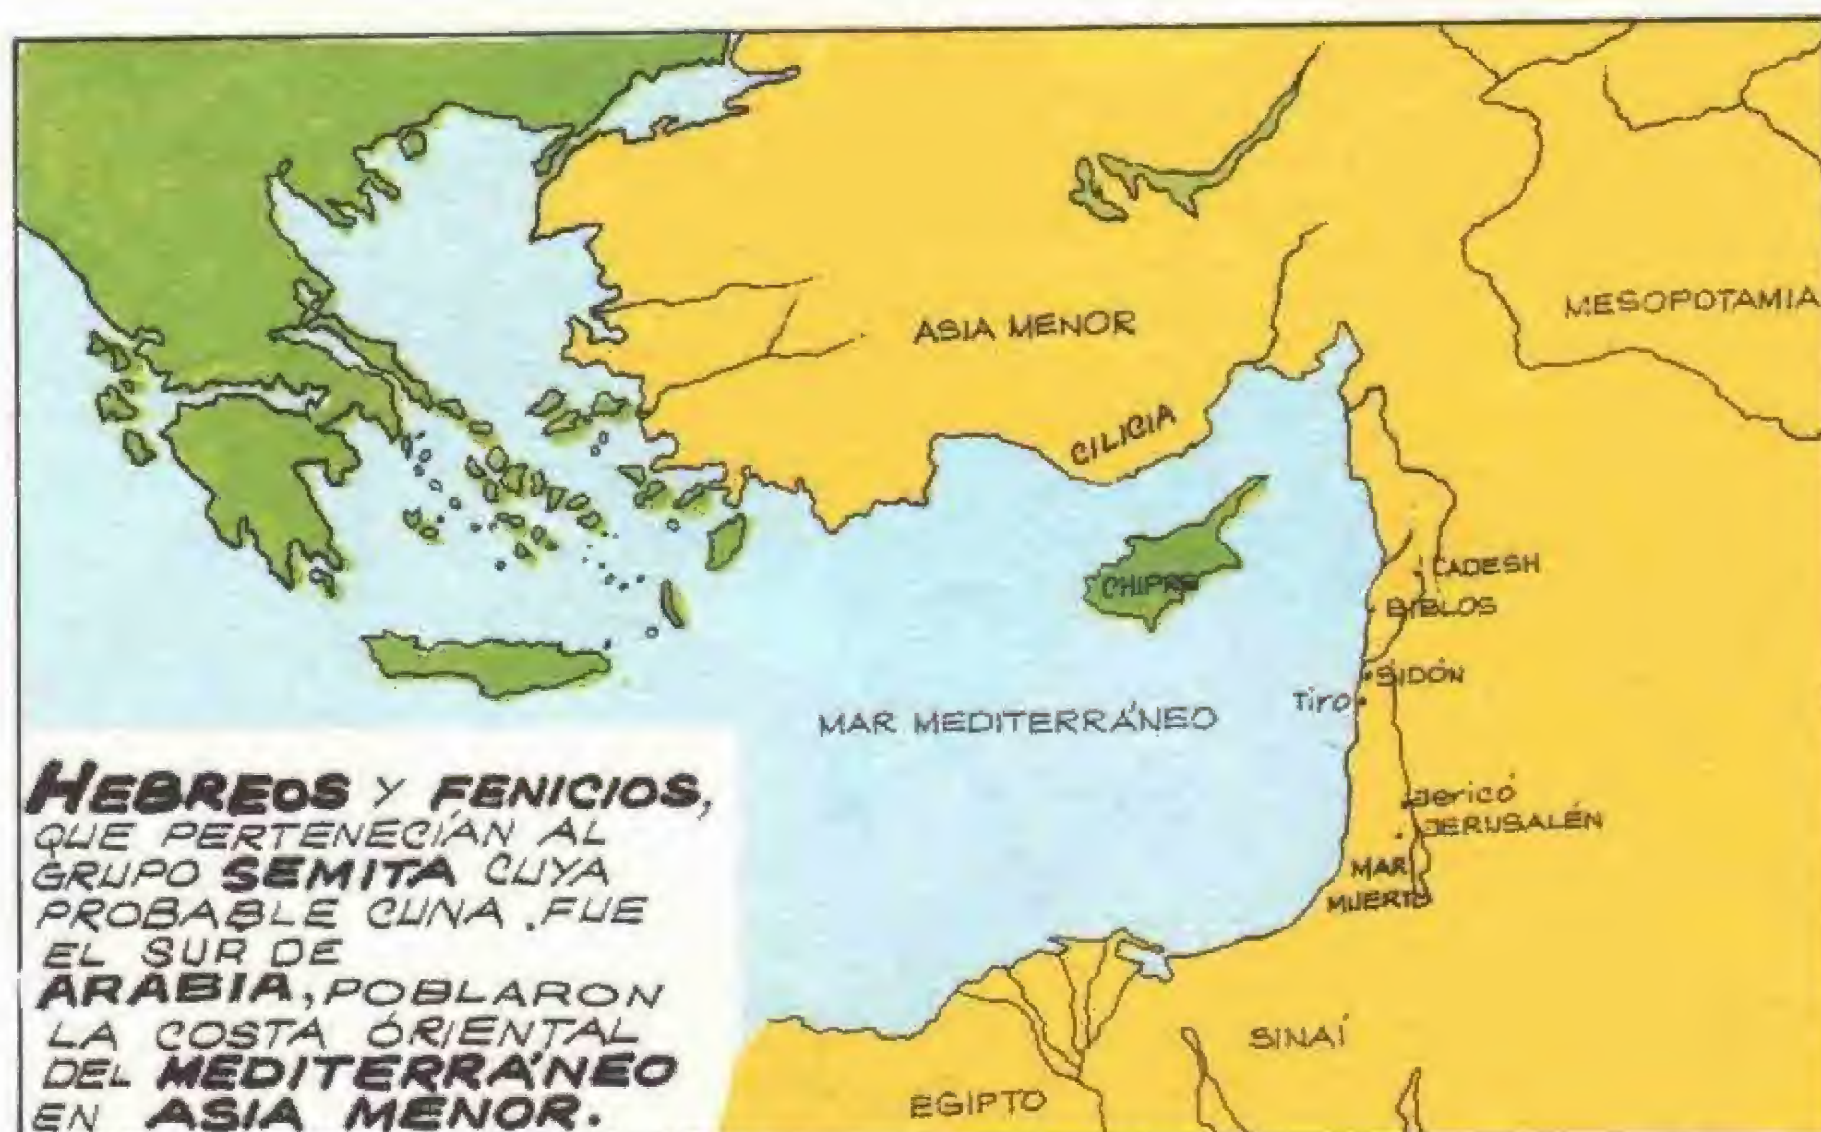 ASIA MENOR
MESOPOTAMIA
CILICIA
CHIPRE
CADESH
BIBLOS
SIDÓN
Tiro
MAR MEDITERRÁNEO
Jericó
JERUSALÉN
MAR
MUERTO
SINAÍ
EGIPTO
HEBREOS Y FENICIOS,
QUE PERTENECÍAN AL
GRUPO SEMITA CUYA
PROBABLE CUNA . FUE
EL SUR DE
ARABIA, POBLARON
LA COSTA ORIENTAL
DEL MEDITERRÁNEO
EN ASIA MENOR.